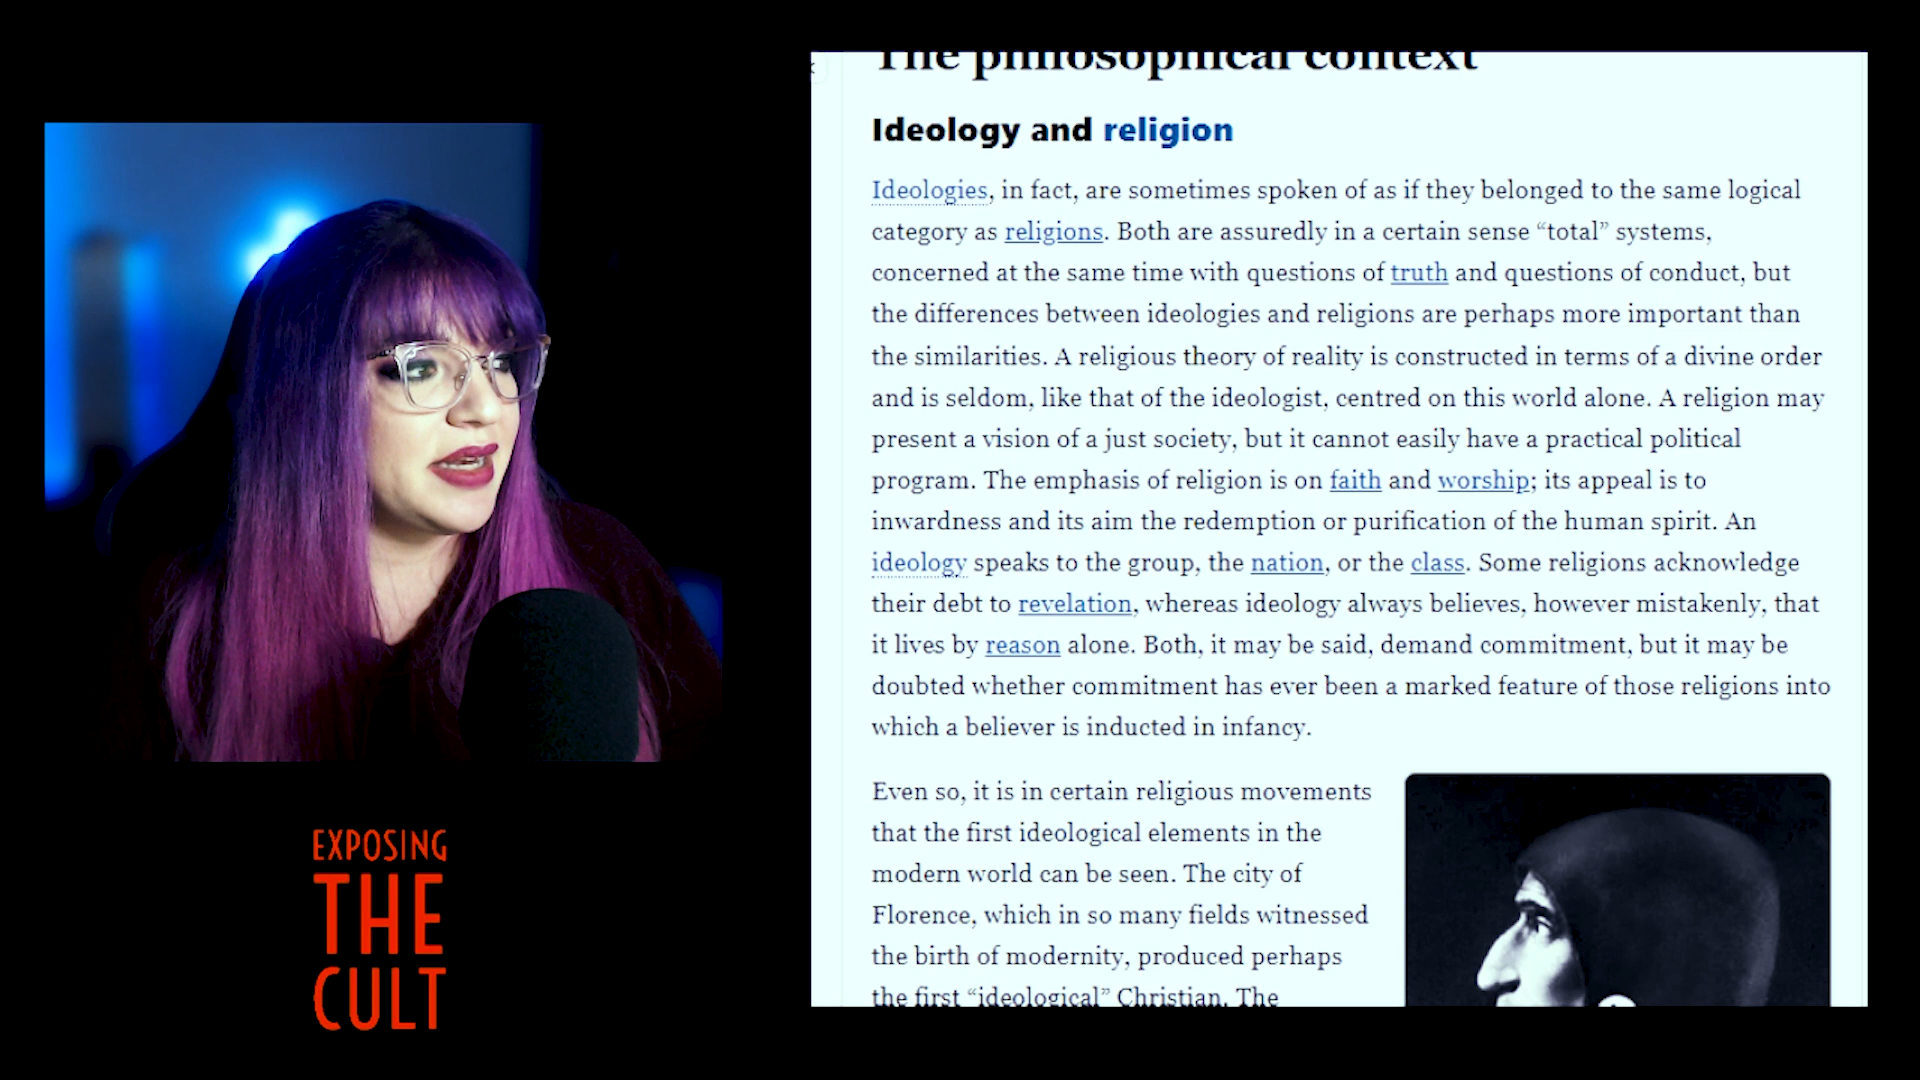 The philosophical context
Ideology and religion
Ideologies, in fact, are sometimes spoken of as if they belonged to the same logical
category as religions. Both are assuredly in a certain sense “total” systems,
concerned at the same time with questions of truth and questions of conduct, but
the differences between ideologies and religions are perhaps more important than
the similarities. A religious theory of reality is constructed in terms of a divine order
and is seldom, like that of the ideologist, centred on this world alone. A religion may
present a vision of a just society, but it cannot easily have a practical political
program. The emphasis of religion is on faith and worship; its appeal is to
inwardness and its aim the redemption or purification of the human spirit. An
ideology speaks to the group, the nation, or the class. Some religions acknowledge
their debt to revelation, whereas ideology always believes, however mistakenly, that
it lives by reason alone. Both, it may be said, demand commitment, but it may be
doubted whether commitment has ever been a marked feature of those religions into
which a believer is inducted in infancy.
Even so, it is in certain religious movements
that the first ideological elements in the
modern world can be seen. The city of
Florence, which in so many fields witnessed
the birth of modernity, produced perhaps
the first “ideological” Christian. The
EXPOSING
THE
CULT